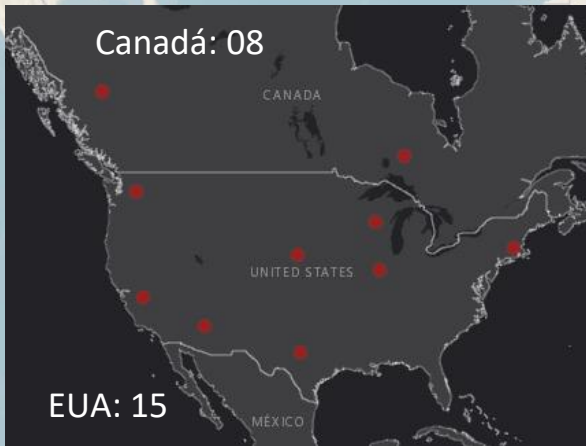 Canadá: 08
CANADA
UNITED STATES
EUA: 15
MÉXICO